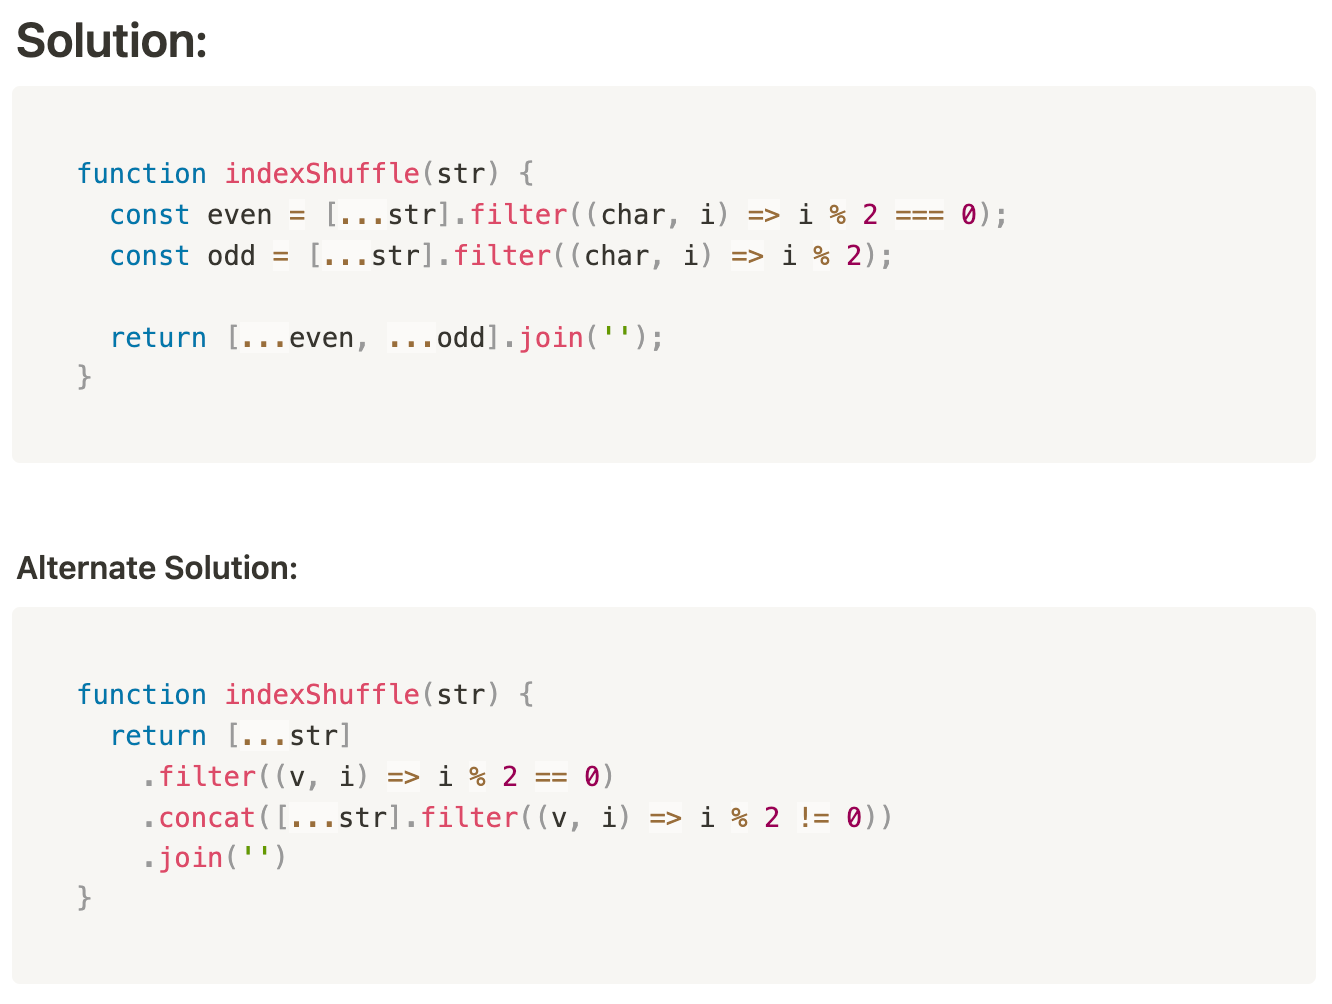 Solution:
function indexShuffle(str) {
  const even = [...str].filter((char, i) => i % 2 === 0);
  const odd = [...str].filter((char, i) => i % 2);
  return [...even, ...odd].join('');
}
Alternate Solution:
function indexShuffle(str) {
  return [...str]
    .filter((v, i) => i % 2 == 0)
    .concat([...str].filter((v, i) => i % 2 != 0))
    .join('')
}